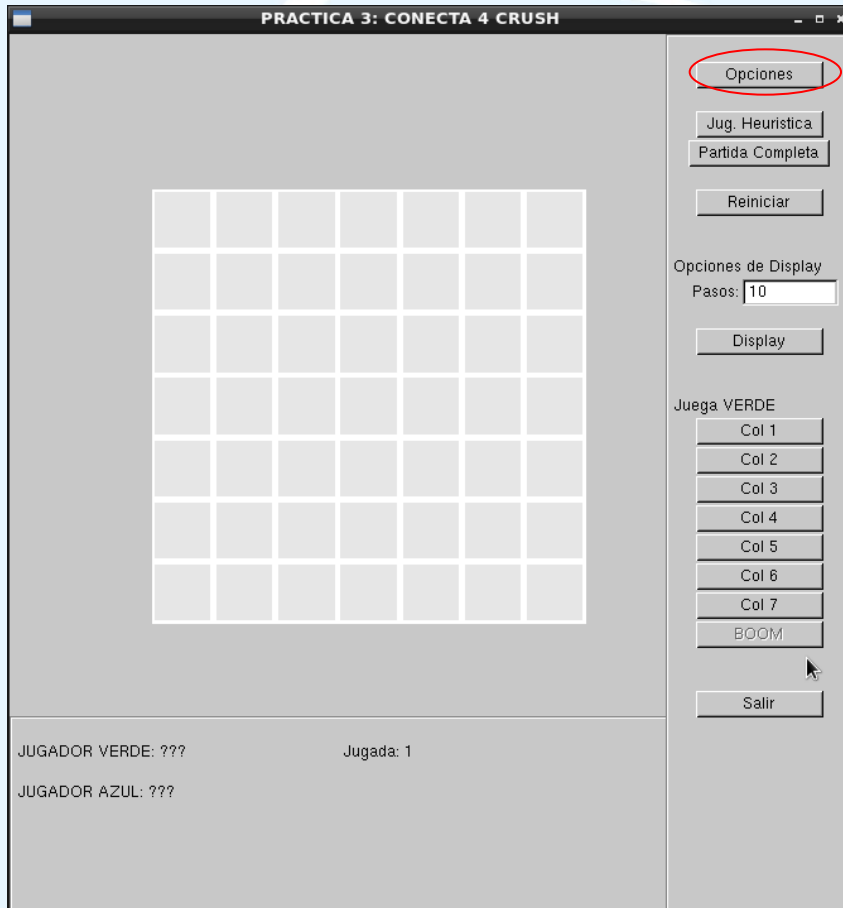 PRACTICA 3: CONECTA 4 CRUSH
Opciones
Jug. Heuristica
Partida Completa
Reiniciar
Opciones de Display
Pasos: 10
Display
Juega VERDE
Col 1
Col 2
Col 3
Col 4
Col 5
Col 6
Col 7
BOOM
Salir
JUGADOR VERDE: ??? Jugada: 1
JUGADOR AZUL: ???